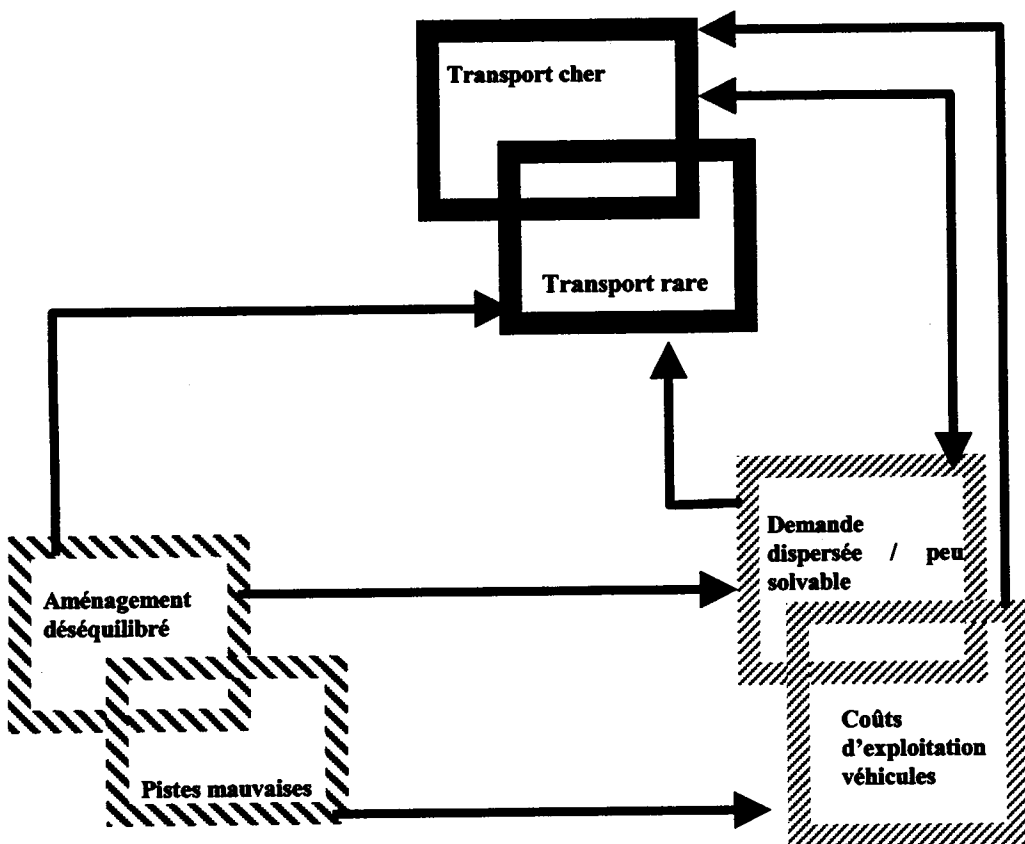 Transport cher
Transport rare
Demande
dispersée / peu
solvable
Aménagement
déséquilibré
Coûts
d'exploitation
véhicules
Pistes mauvaises